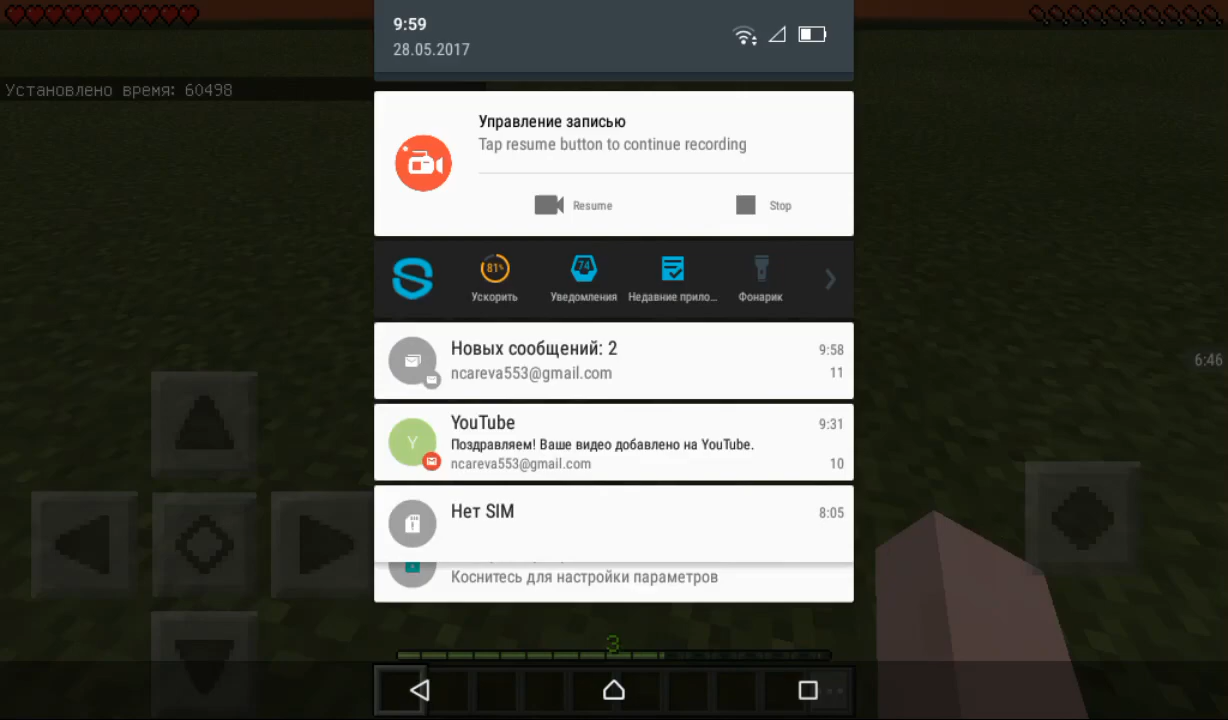 9:59
28.05.2017
Установлено время: 60498
Управление записью
Tap resume button to continue recording
Resume
Stop
81%
74
Ускорить
Уведомления
Недавние прило...
Фонарик
Новых сообщений: 2
9:58
ncareva553@gmail.com
11
6:46
YouTube
9:31
Y
Поздравляем! Ваше видео добавлено на YouTube.
ncareva553@gmail.com
10
Нет SIM
8:05
Коснитесь для настройки параметров
3